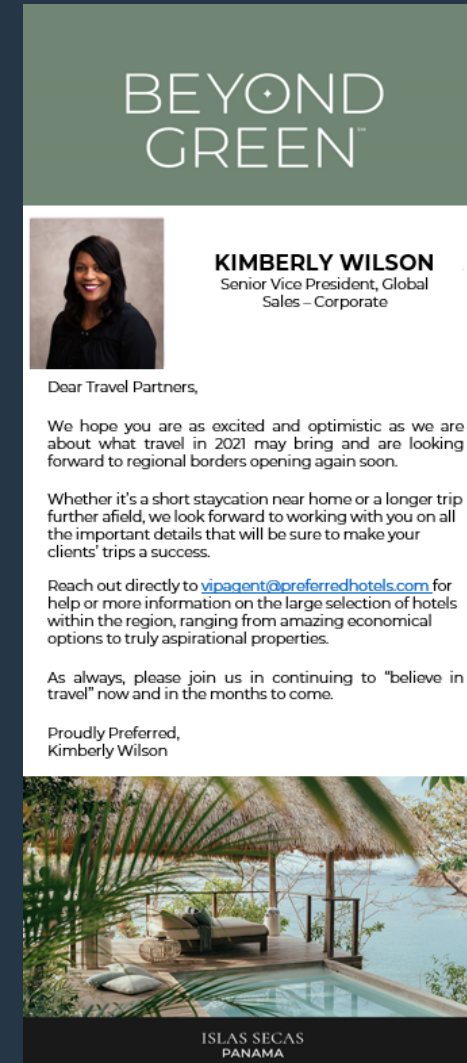 BEYOND
GREEN℠
KIMBERLY WILSON
Senior Vice President, Global
Sales – Corporate
Dear Travel Partners,
We hope you are as excited and optimistic as we are
about what travel in 2021 may bring and are looking
forward to regional borders opening again soon.
Whether it's a short staycation near home or a longer trip
further afield, we look forward to working with you on all
the important details that will be sure to make your
clients' trips a success.
Reach out directly to vipagent@preferredhotels.com for
help or more information on the large selection of hotels
within the region, ranging from amazing economical
options to truly aspirational properties.
As always, please join us in continuing to "believe in
travel" now and in the months to come.
Proudly Preferred,
Kimberly Wilson
ISLAS SECAS
PANAMA